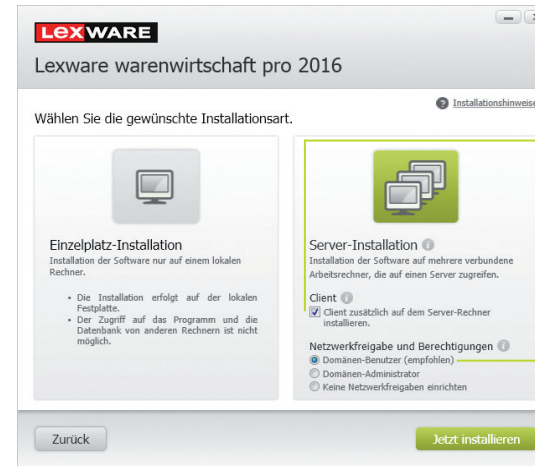 LEXWARE
Lexware warenwirtschaft pro 2016
Installationshinweise
Wählen Sie die gewünschte Installationsart.
Einzelplatz-Installation
Installation der Software nur auf einem lokalen
Rechner.
• Die Installation erfolgt auf der lokalen
Festplatte.
• Der Zugriff auf das Programm und die
Datenbank von anderen Rechnern ist nicht
möglich.
Server-Installation
Installation der Software auf mehrere verbundene
Arbeitsrechner, die auf einen Server zugreifen.
Client
Client zusätzlich auf dem Server-Rechner
installieren.
Netzwerkfreigabe und Berechtigungen
Domänen-Benutzer (empfohlen)
Domänen-Administrator
Keine Netzwerkfreigaben einrichten
Zurück
Jetzt installieren